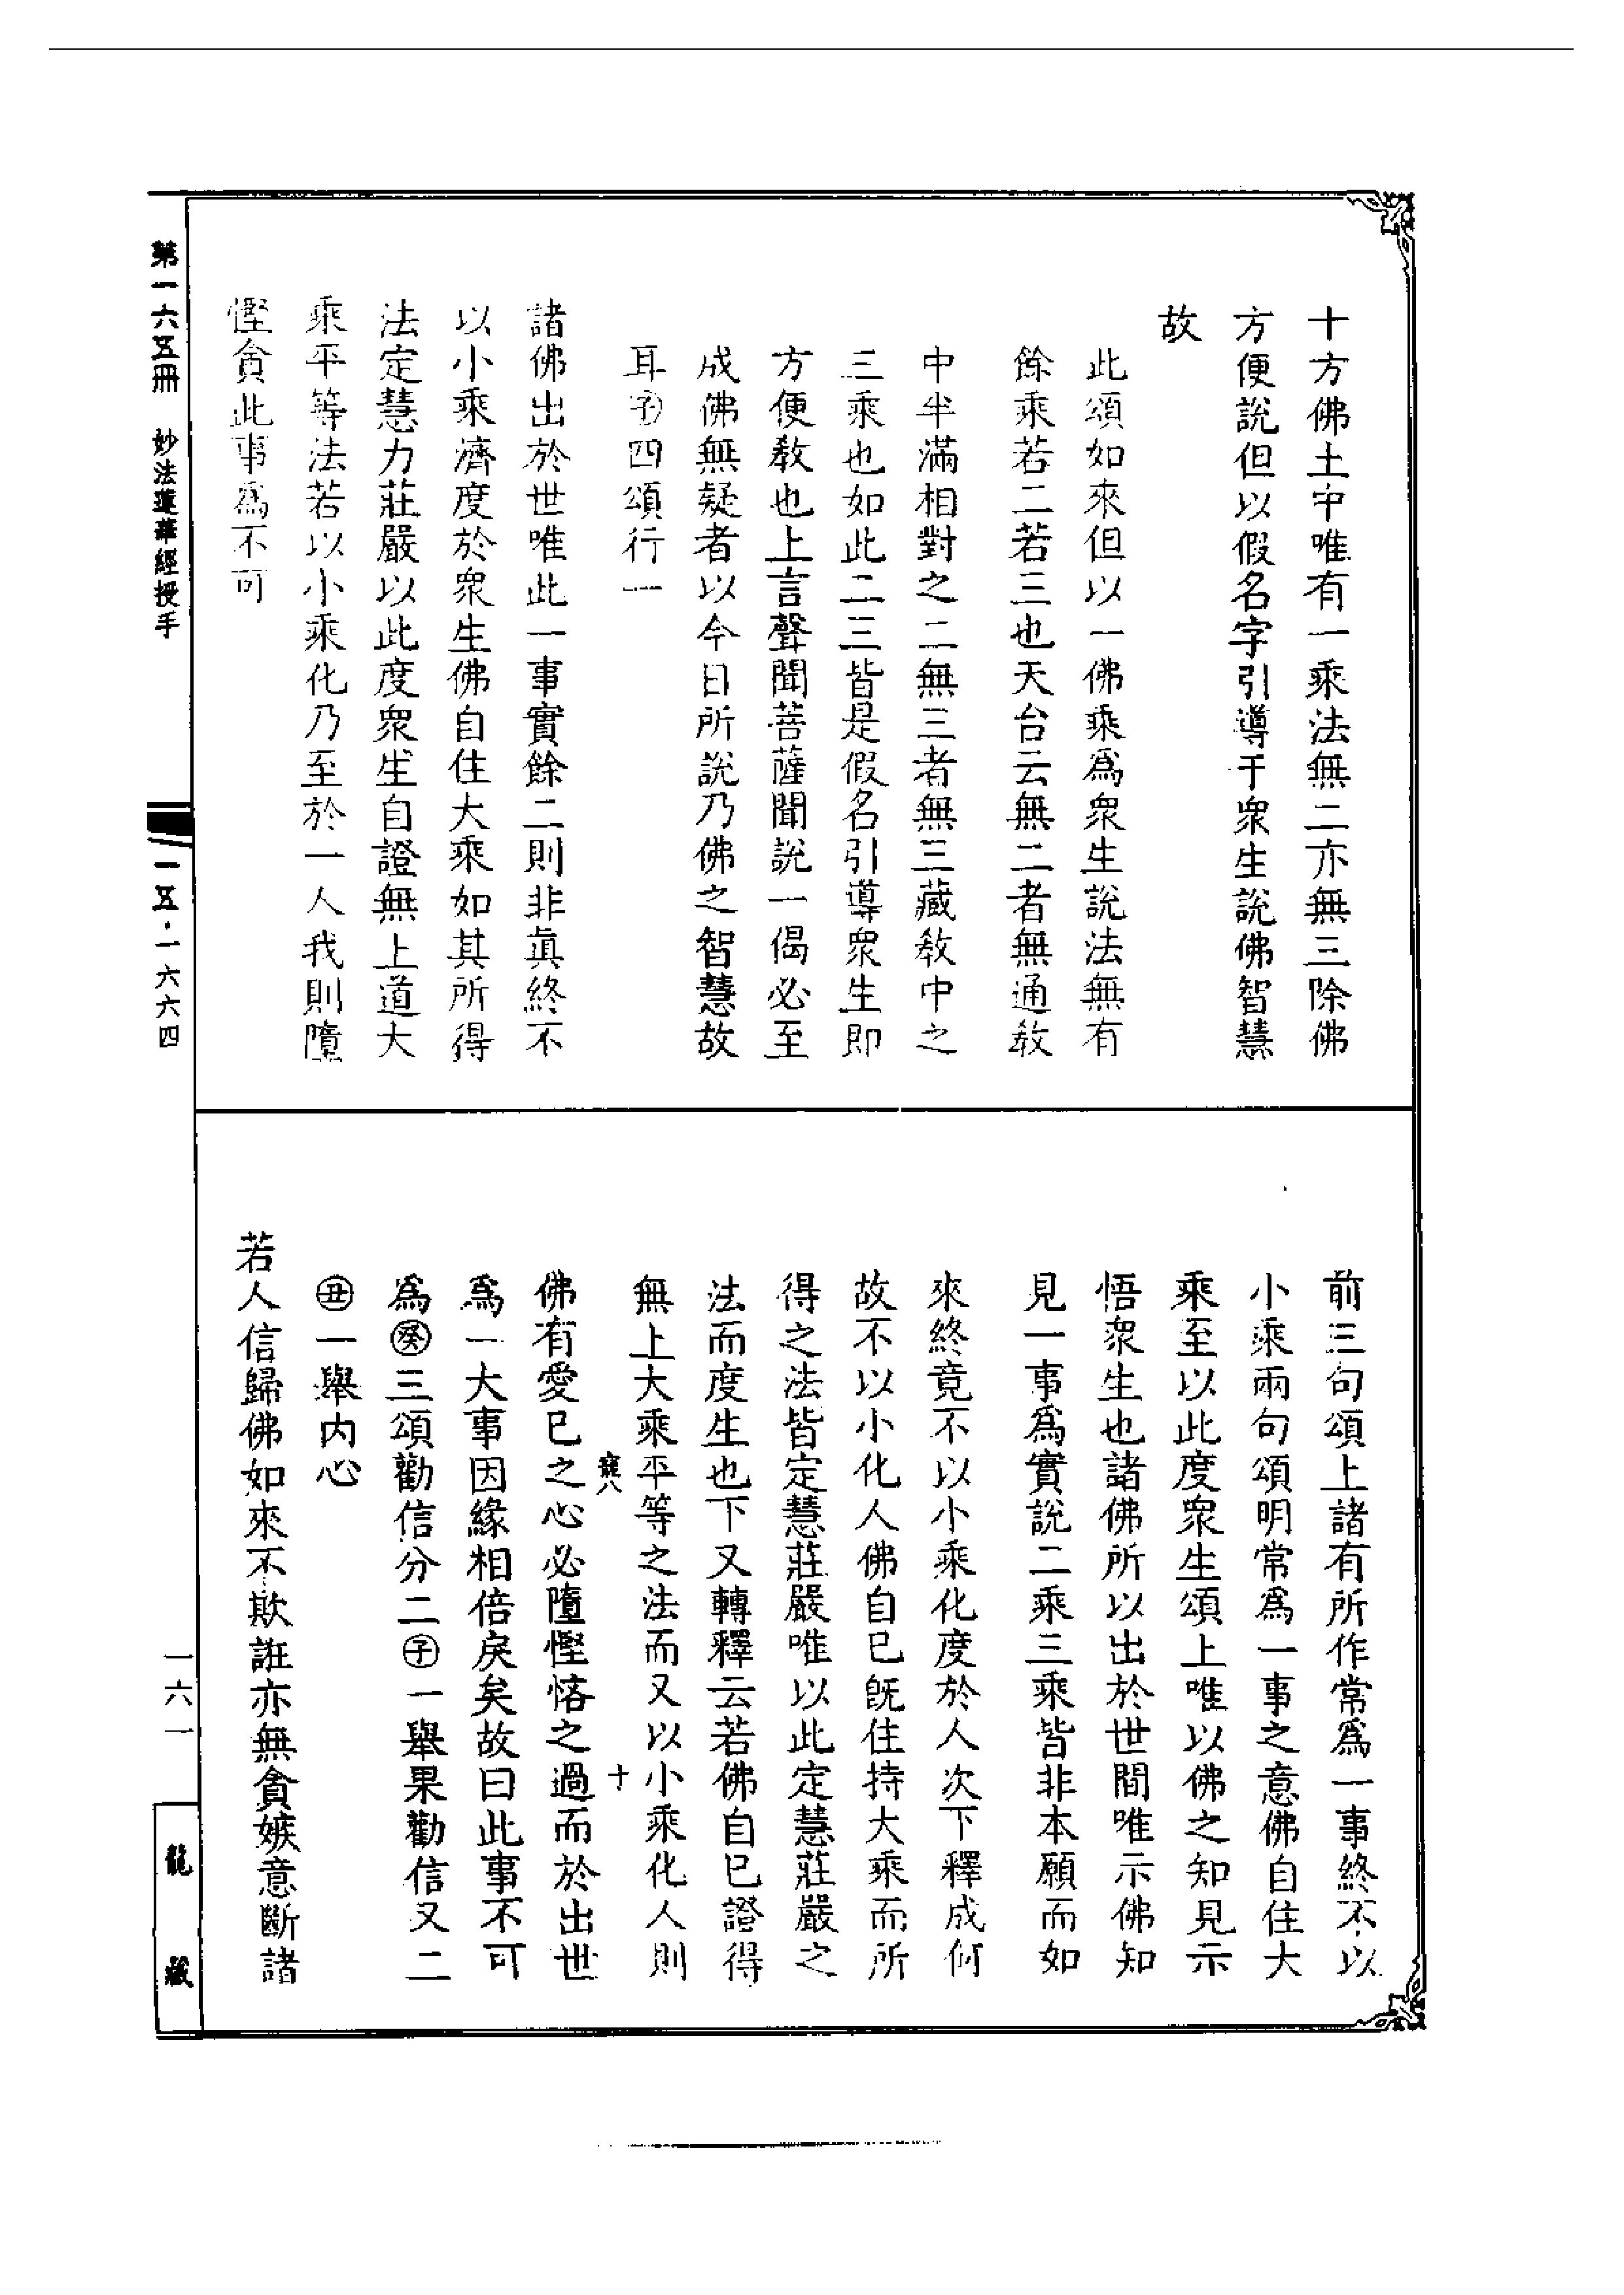 十方佛土中唯有一乘法無二亦無三除佛
方便說但以假名字引導于衆生說佛智慧
故
此頌如來但以一佛乘爲衆生說法無有
餘乘若二若三也天台云無二者無通敎
中半滿相對之二無三者無三藏敎中之
三乘也如此二三皆是假名引導衆生即
方便敎也上言聲聞菩薩聞說一偈必至
成佛無疑者以今日所說乃佛之智慧故
耳㊢四頌行一
諸佛出於世唯此一事實餘二則非眞終不
以小乘濟度於衆生佛自住大乘如其所得
法定慧力莊嚴以此度衆生自證無上道大
乘平等法若以小乘化乃至於一人我則墮
慳貪此事爲不可
前三句頌上諸有所作常爲一事終不以
小乘兩句頌明常爲一事之意佛自住大
乘至以此度衆生頌上唯以佛之知見示
悟衆生也諸佛所以出於世間唯示佛知
見一事爲實說二乘三乘皆非本願而如
來終竟不以小乘化度於人次下釋成何
故不以小化人佛自已旣住持大乘而所
得之法皆定慧莊嚴唯以此定慧莊嚴之
法而度生也下又轉釋云若佛自已證得
無上大乘平等之法而又以小乘化人則
寵八 十
佛有愛已之心必墮慳悋之過而於出世
爲一大事因緣相倍戾矣故曰此事不可
爲㊋三頌勸信分二㊊一舉果勸信又二
㊏一舉内心
若人信歸佛如來不欺誑亦無貪嫉意斷諸
第一六五冊 妙法蓮華經授手
一五·一六六四
一六一
龍藏